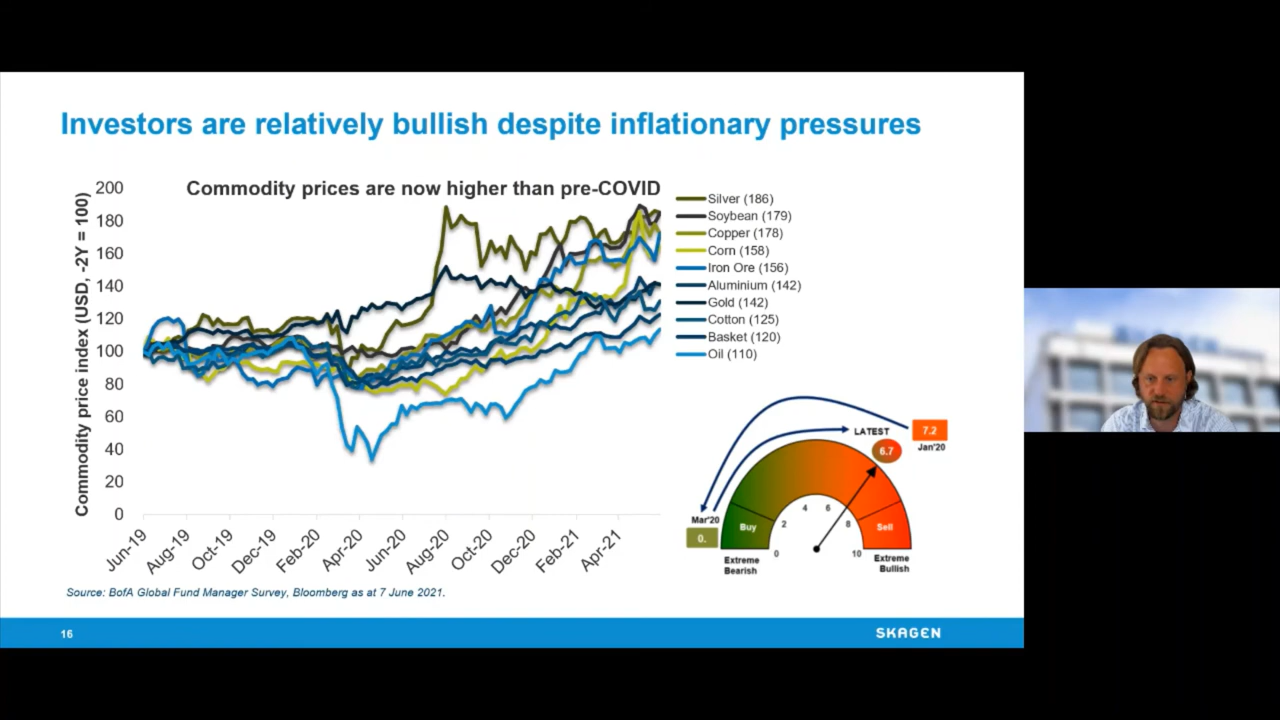 Investors are relatively bullish despite inflationary pressures
Commodity prices are now higher than pre-COVID
Commodity price index (USD, -2Y = 100)
200
180
160
140
120
100
80
60
40
20
0
Jun-19
Aug-19
Oct-19
Dec-19
Feb-20
Apr-20
Jun-20
Aug-20
Oct-20
Dec-20
Feb-21
Apr-21
Silver (186)
Soybean (179)
Copper (178)
Corn (158)
Iron Ore (156)
Aluminium (142)
Gold (142)
Cotton (125)
Basket (120)
Oil (110)
LATEST
7.2
Jan'20
6.7
Mar'20
0.
Buy
Sell
0
2
4
6
8
10
Extreme
Bearish
Extreme
Bullish
Source: BofA Global Fund Manager Survey, Bloomberg as at 7 June 2021.
16
SKAGEN